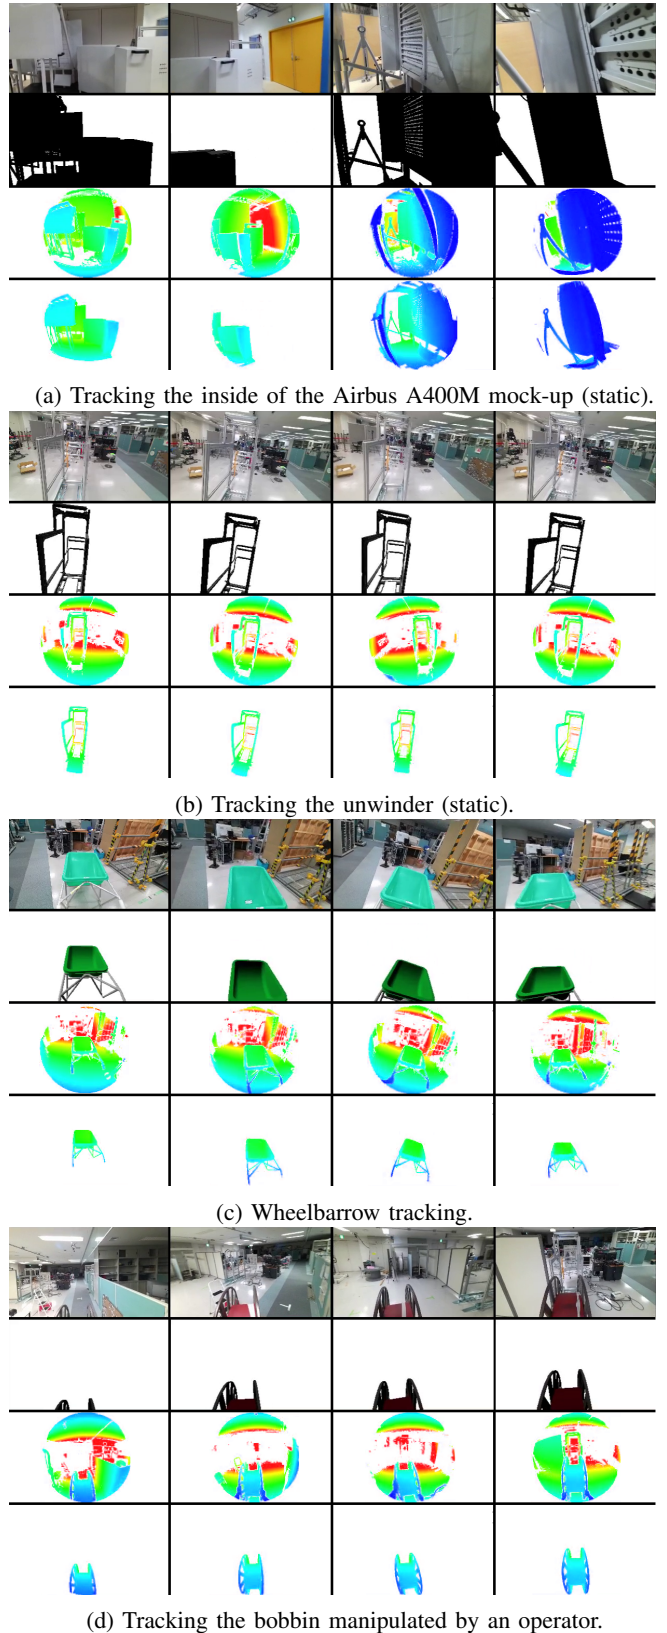 (a) Tracking the inside of the Airbus A400M mock-up (static).
(b) Tracking the unwinder (static).
(c) Wheelbarrow tracking.
(d) Tracking the bobbin manipulated by an operator.